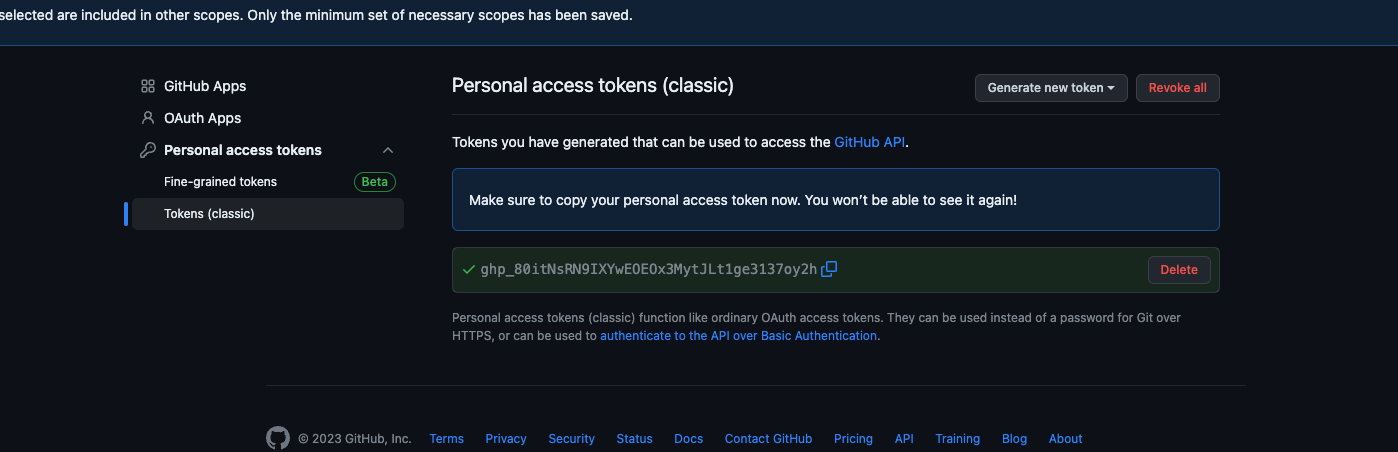 selected are included in other scopes. Only the minimum set of necessary scopes has been saved.
GitHub Apps
OAuth Apps
Personal access tokens
Fine-grained tokens Beta
Tokens (classic)
Personal access tokens (classic)
Generate new token
Revoke all
Tokens you have generated that can be used to access the GitHub API.
Make sure to copy your personal access token now. You won’t be able to see it again!
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
Delete
Personal access tokens (classic) function like ordinary OAuth access tokens. They can be used instead of a password for Git over
HTTPS, or can be used to authenticate to the API over Basic Authentication.
© 2023 GitHub, Inc. Terms Privacy Security Status Docs Contact GitHub Pricing API Training Blog About